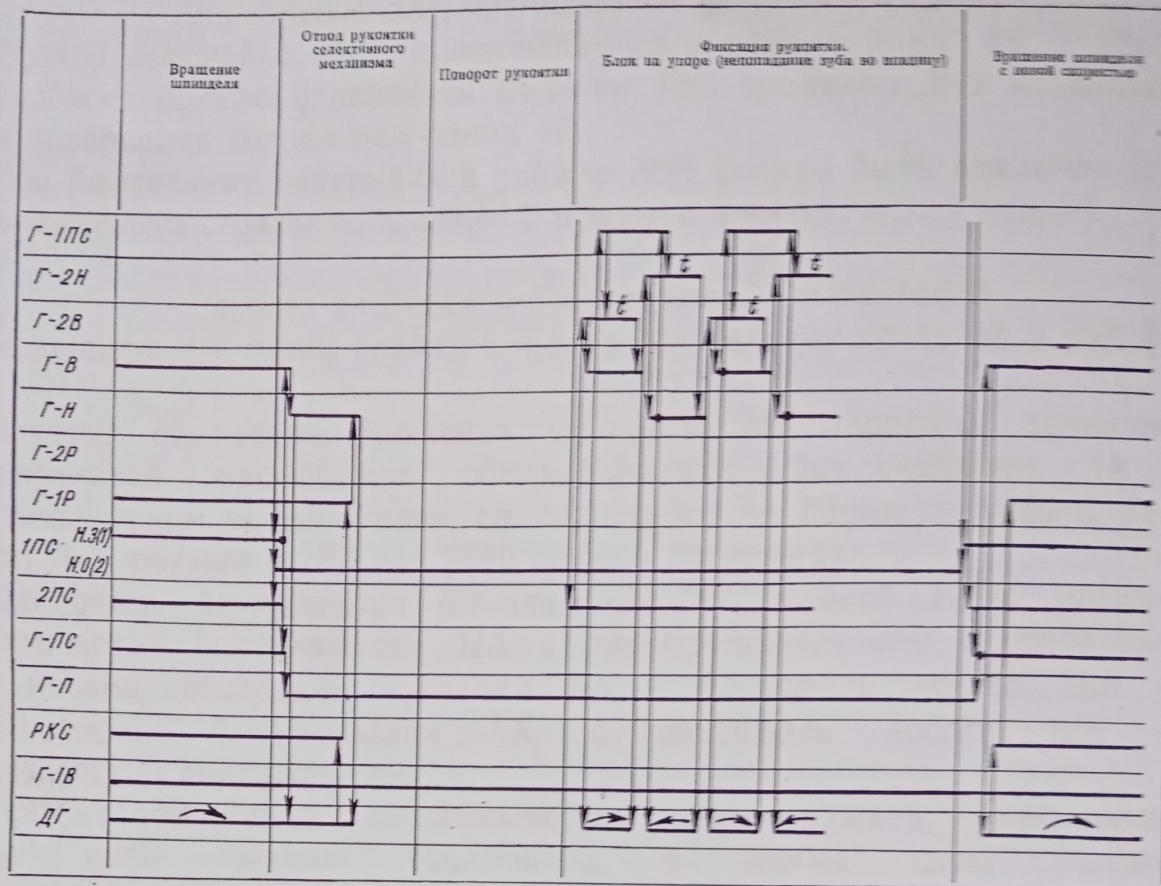 Вращение
шпинделя
Отвод рукоятки
селективного
механизма
Поворот рукоятки
Фиксация рукоятки.
Блок на упоре (непопадание зуба во впадину)
Вращение шпинделя
с новой скоростью
Г-1ПС
t
t
Г-2Н
Г-2В
t
t
Г-В
Г-Н
Г-2Р
Г-1Р
1ПС
Н.З(1)
Н.О(2)
2ПС
Г-ПС
Г-П
РКС
Г-1В
ДГ